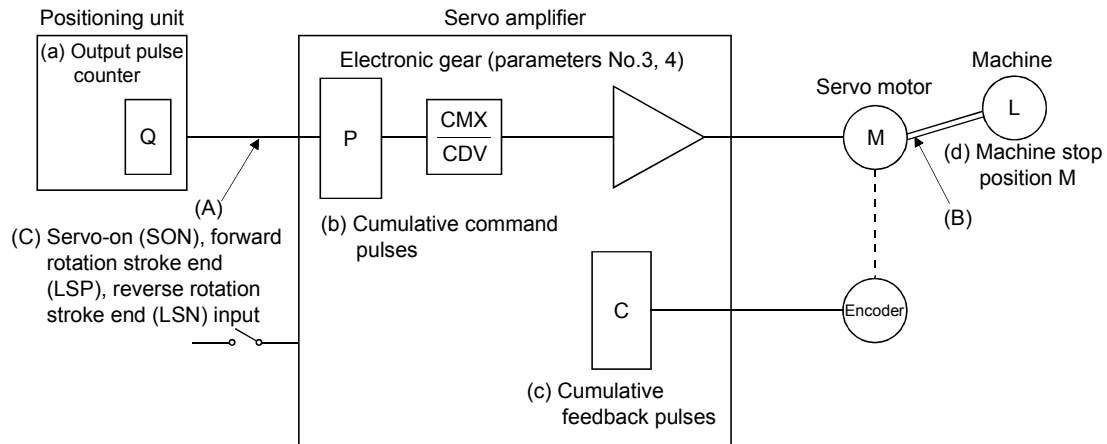 Positioning unit
(a) Output pulse
counter
Q
Servo amplifier
Electronic gear (parameters No.3, 4)
P
CMX
CDV
Servo motor
M
Machine
L
(d) Machine stop
position M
(A)
(B)
(b) Cumulative command
pulses
(C) Servo-on (SON), forward
rotation stroke end
(LSP), reverse rotation
stroke end (LSN) input
C
Encoder
(c) Cumulative
feedback pulses